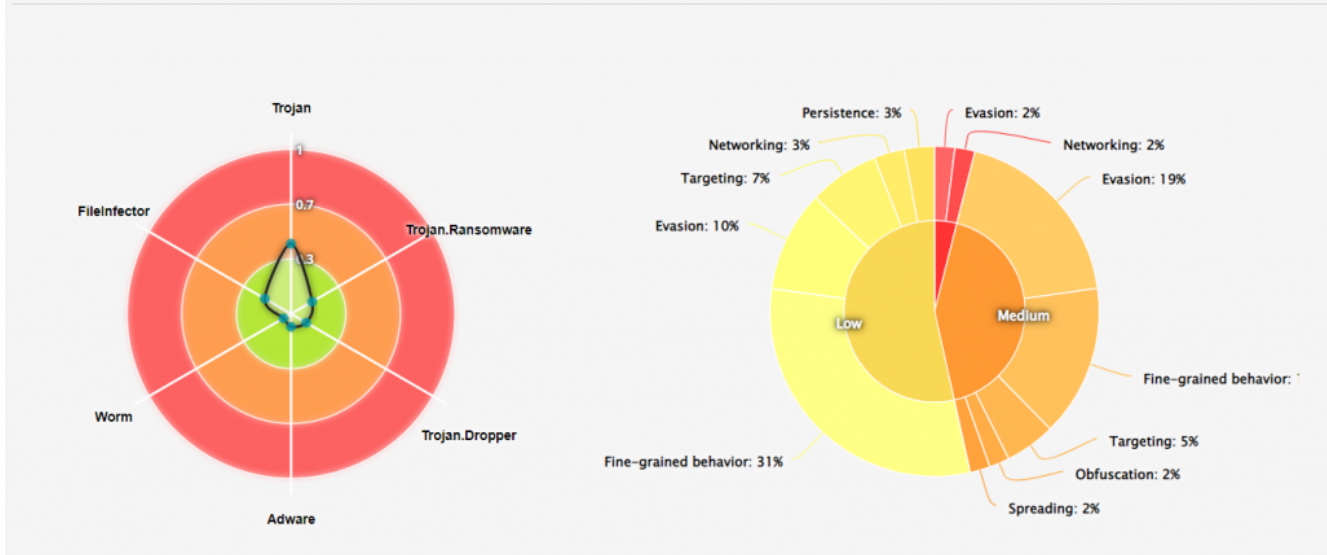 Trojan
1
0.7
0.3
FileInfector
Trojan.Ransomware
Worm
Trojan.Dropper
Adware
Persistence: 3%
Evasion: 2%
Networking: 3%
Networking: 2%
Targeting: 7%
Evasion: 19%
Evasion: 10%
Low
Medium
Fine-grained behavior:
Targeting: 5%
Fine-grained behavior: 31%
Obfuscation: 2%
Spreading: 2%